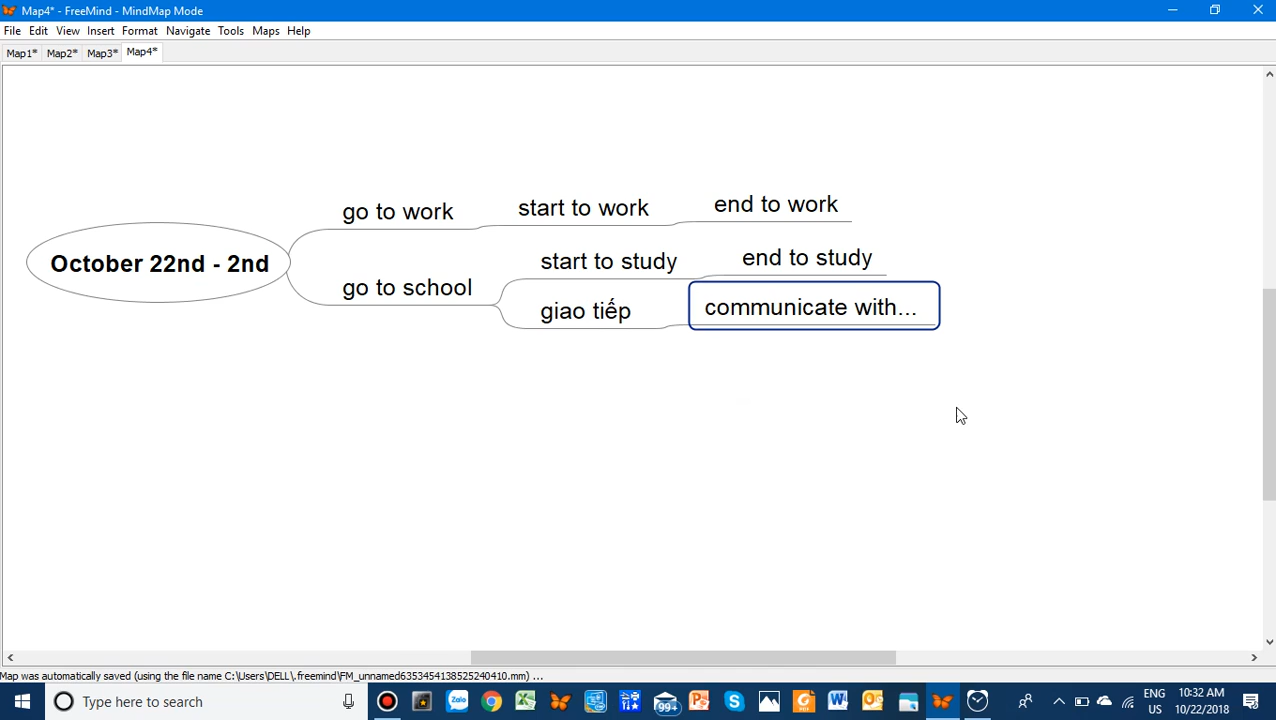 Map4* - FreeMind - MindMap Mode
File Edit View Insert Format Navigate Tools Maps Help
Map1* Map2* Map3* Map4*
go to work start to work end to work
October 22nd - 2nd
start to study end to study
go to school
giao tiếp communicate with...
Map was automatically saved (using the file name C:\Users\DELL\.freemind\FM_unnamed6353454138525240410.mm) ...
Type here to search
Zalo
99+
PDF
ENG
US
10:32 AM
10/22/2018